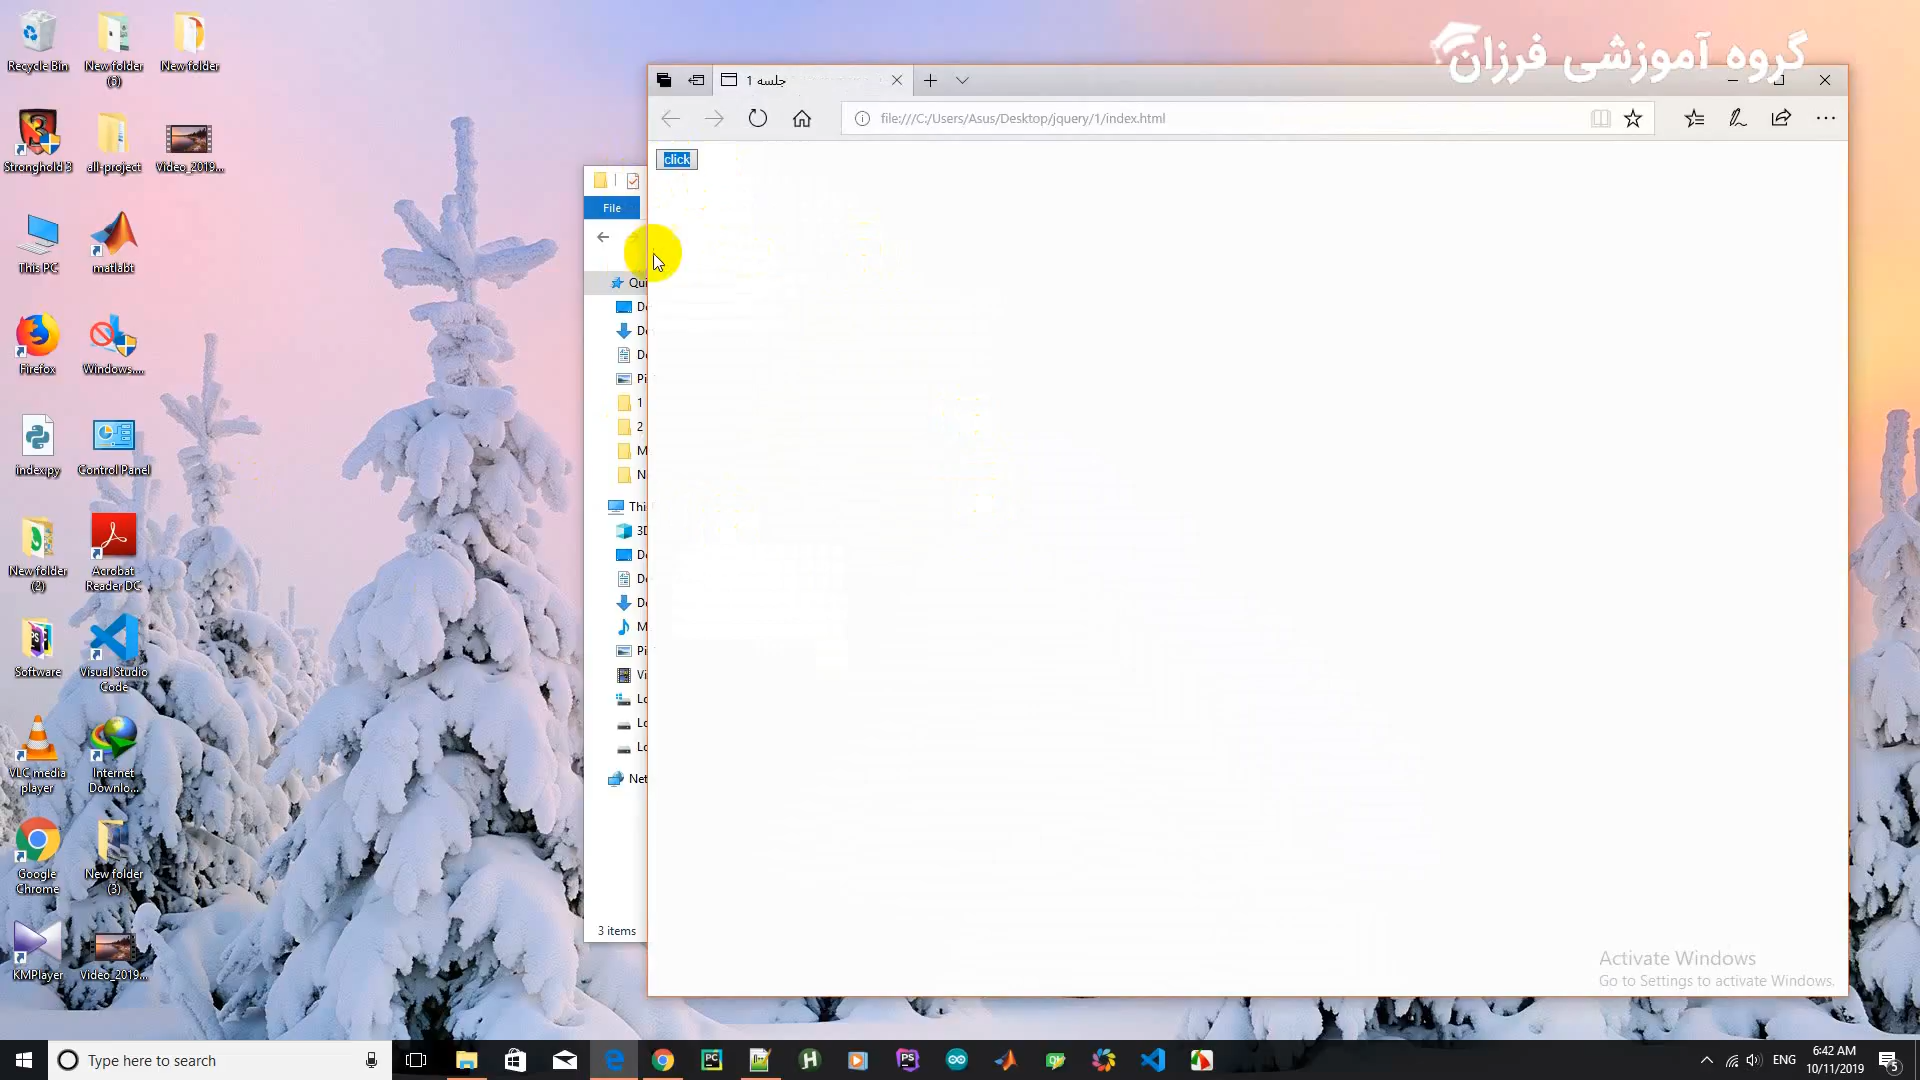 گروه آموزشی فرزان
Recycle Bin
New folder
(6)
New folder
Stronghold 3
all-project
Video_2019...
This PC
matlabt
Firefox
Windows....
index.py
Control Panel
New folder
(2)
Acrobat
Reader DC
Software
Visual Studio
Code
VLC media
player
Internet
Downlo...
Google
Chrome
New folder
(3)
KMPlayer
Video_2019...
جلسه 1
file:///C:/Users/Asus/Desktop/jquery/1/index.html
click
File
1
2
3 items
Activate Windows
Go to Settings to activate Windows.
Type here to search
ENG
6:42 AM
10/11/2019
5